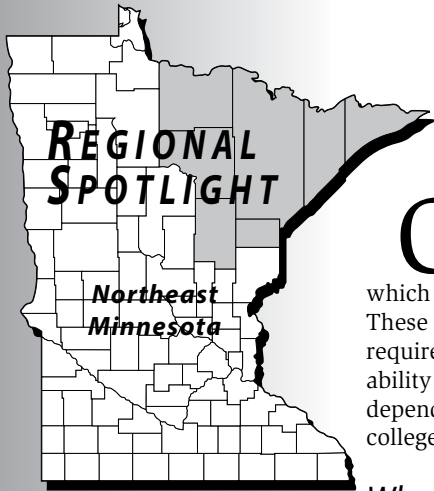 REGIONAL
SPOTLIGHT
Northeast
Minnesota
which
These
require
ability
depend
college